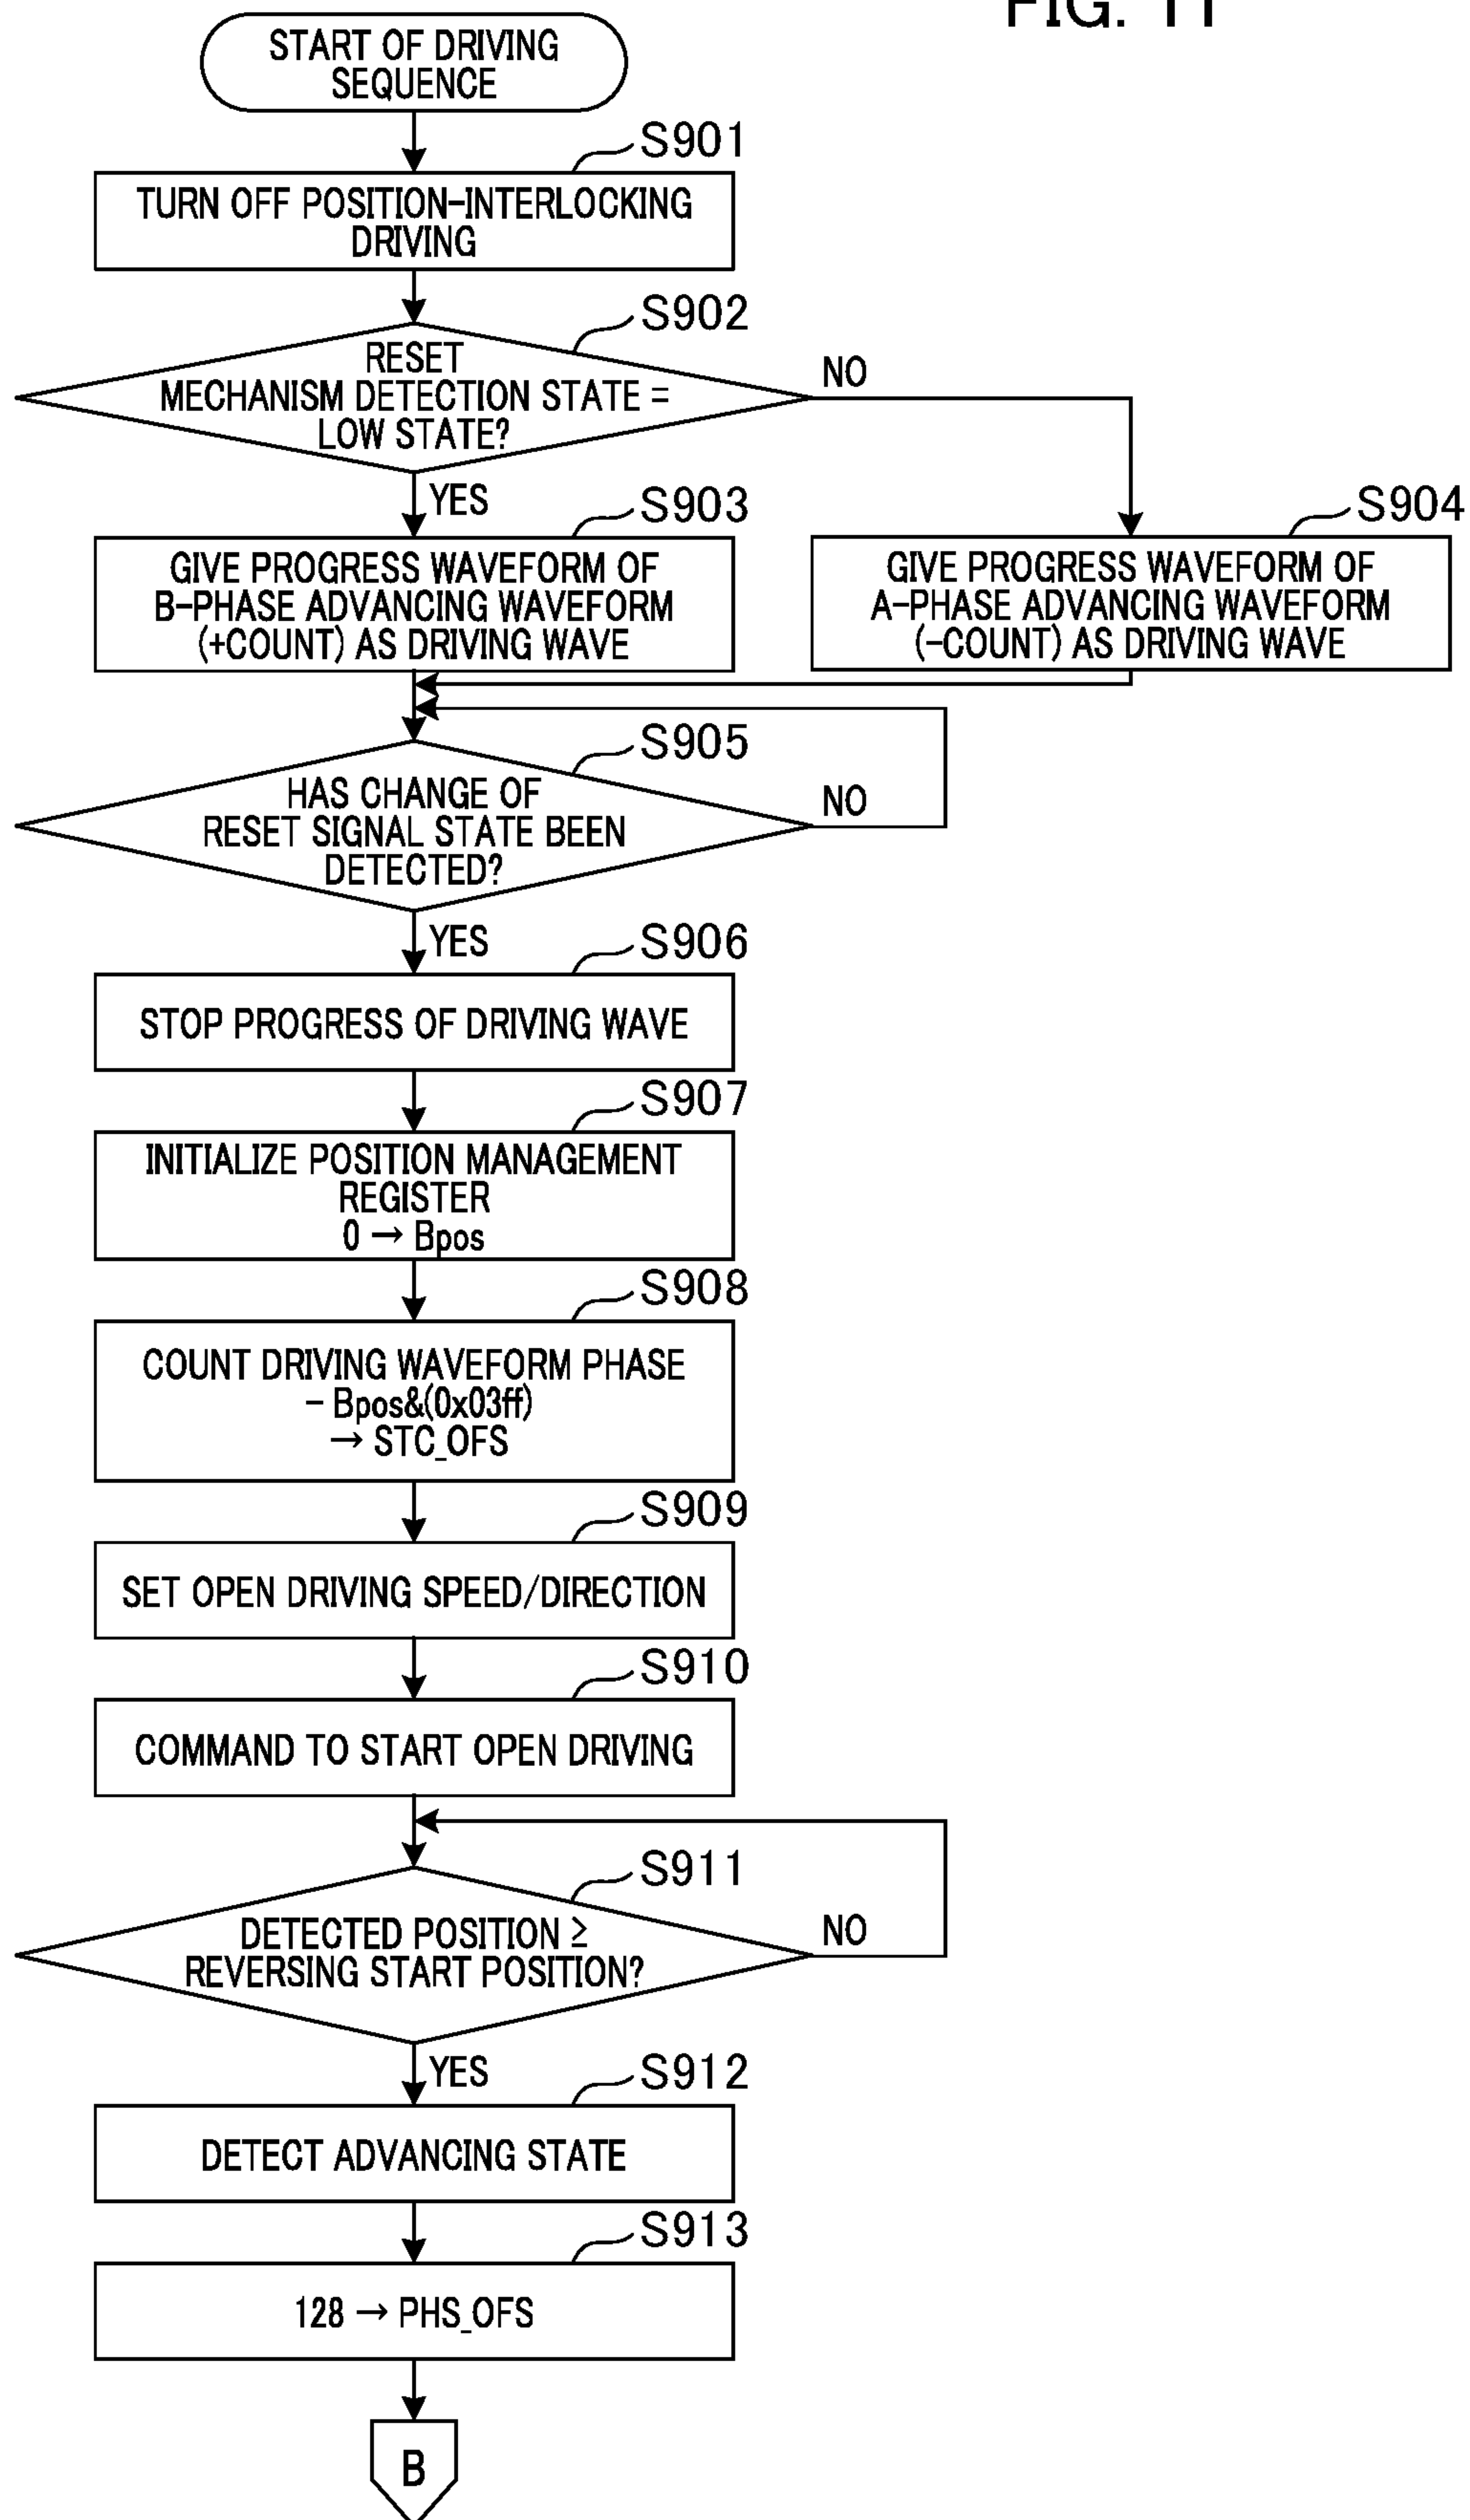 FIG. 11
START OF DRIVING
SEQUENCE
S901
TURN OFF POSITION-INTERLOCKING
DRIVING
S902
RESET
MECHANISM DETECTION STATE =
LOW STATE?
NO
YES
S903
GIVE PROGRESS WAVEFORM OF
B-PHASE ADVANCING WAVEFORM
(+COUNT) AS DRIVING WAVE
S904
GIVE PROGRESS WAVEFORM OF
A-PHASE ADVANCING WAVEFORM
(-COUNT) AS DRIVING WAVE
S905
HAS CHANGE OF
RESET SIGNAL STATE BEEN
DETECTED?
NO
YES
S906
STOP PROGRESS OF DRIVING WAVE
S907
INITIALIZE POSITION MANAGEMENT
REGISTER
0 → Bpos
S908
COUNT DRIVING WAVEFORM PHASE
- Bpos&(0x03ff)
→ STC_OFS
S909
SET OPEN DRIVING SPEED/DIRECTION
S910
COMMAND TO START OPEN DRIVING
S911
DETECTED POSITION ≥
REVERSING START POSITION?
NO
YES
S912
DETECT ADVANCING STATE
S913
128 → PHS_OFS
B